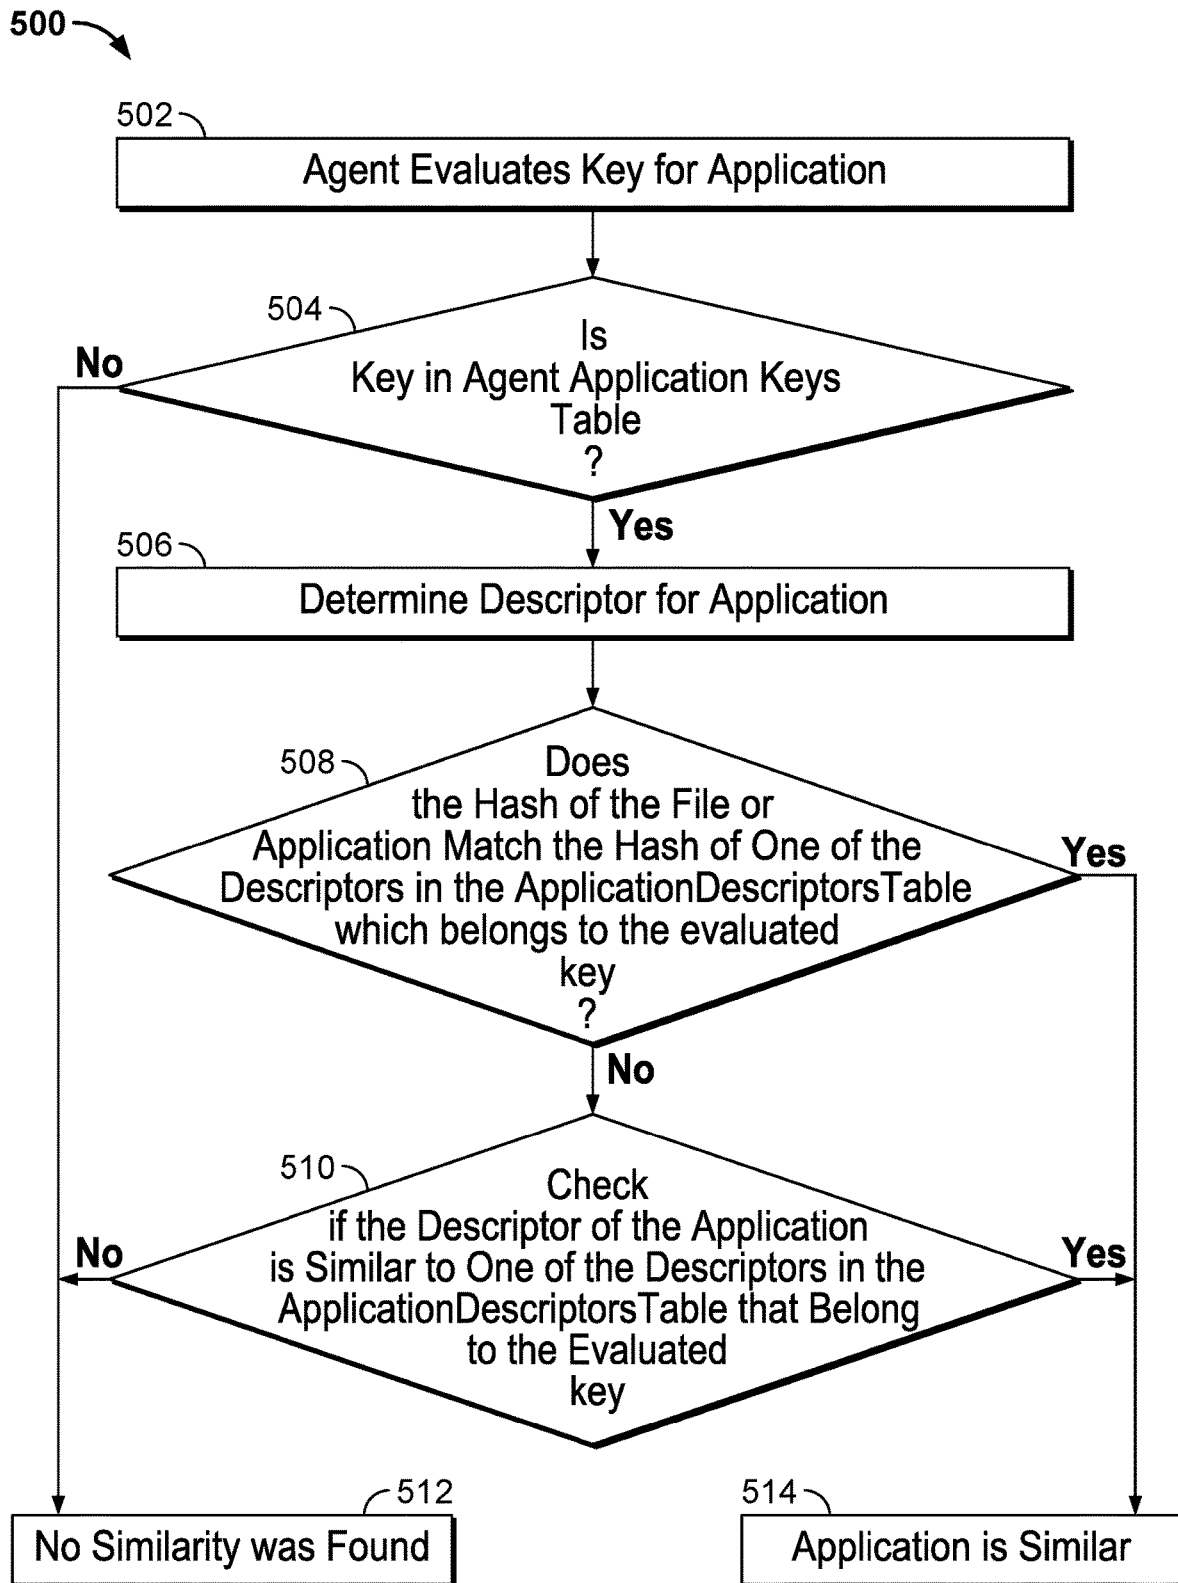 500
502
Agent Evaluates Key for Application
504
No
Is
Key in Agent Application Keys
Table
?
Yes
506
Determine Descriptor for Application
508
Does
the Hash of the File or
Application Match the Hash of One of the
Descriptors in the ApplicationDescriptorsTable
which belongs to the evaluated
key
?
Yes
No
510
Check
if the Descriptor of the Application
is Similar to One of the Descriptors in the
ApplicationDescriptorsTable that Belong
to the Evaluated
key
No
Yes
512
No Similarity was Found
514
Application is Similar